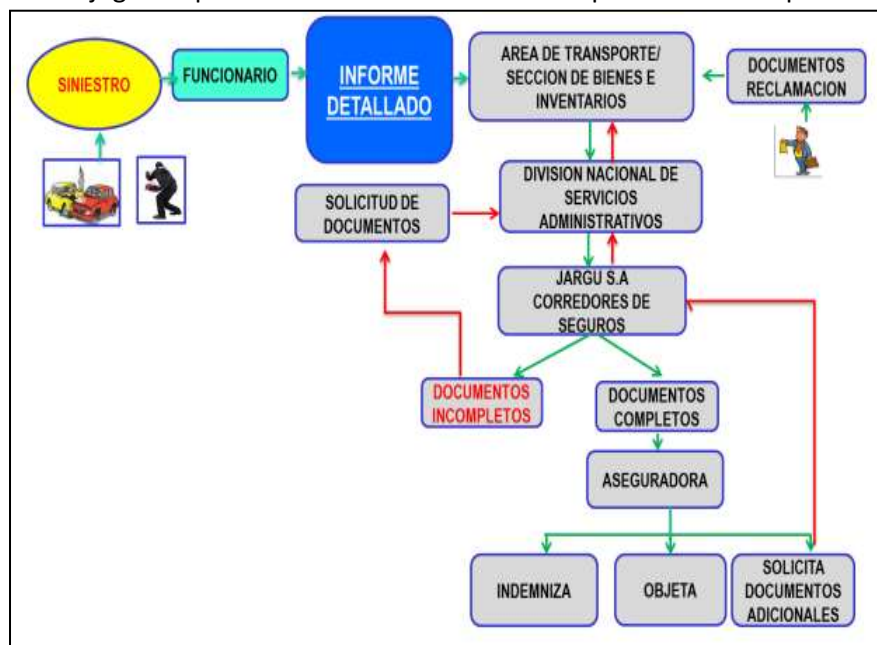 SINIESTRO
FUNCIONARIO
INFORME
DETALLADO
AREA DE TRANSPORTE/
SECCION DE BIENES E
INVENTARIOS
DOCUMENTOS
RECLAMACION
SOLICITUD DE
DOCUMENTOS
DIVISION NACIONAL DE
SERVICIOS
ADMINISTRATIVOS
JARGU S.A
CORREDORES DE
SEGUROS
DOCUMENTOS
INCOMPLETOS
DOCUMENTOS
COMPLETOS
ASEGURADORA
INDEMNIZA
OBJETA
SOLICITA
DOCUMENTOS
ADICIONALES